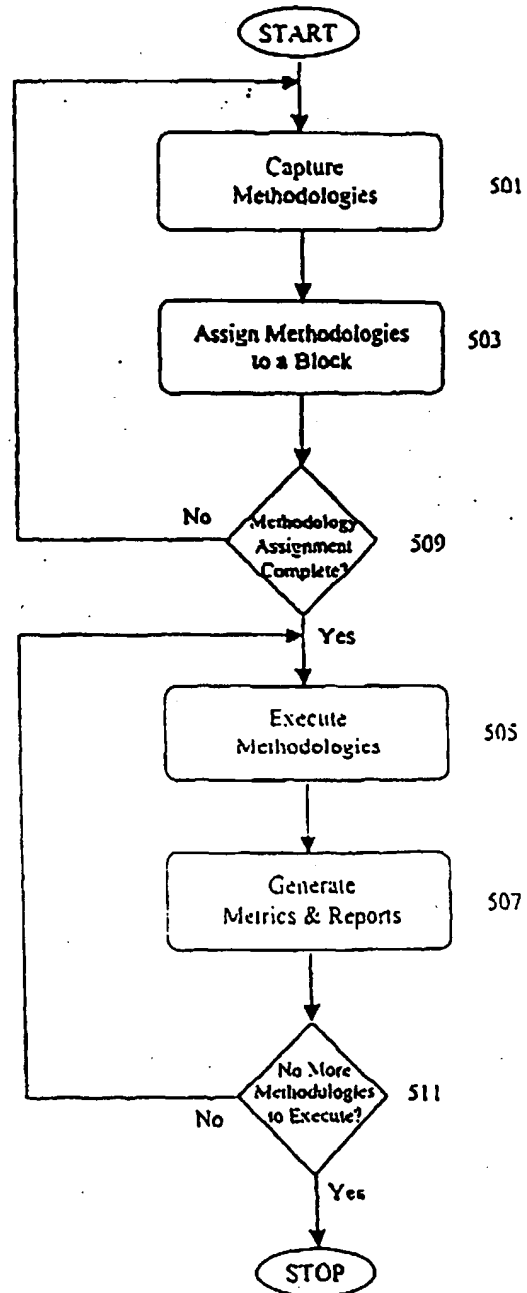 START
Capture
Methodologies
501
Assign Methodologies
to a Block
503
No
Methodology
Assignment
Complete?
509
Yes
Execute
Methodologies
505
Generate
Metrics & Reports
507
No More
Methodologies
to Execute?
511
No
Yes
STOP